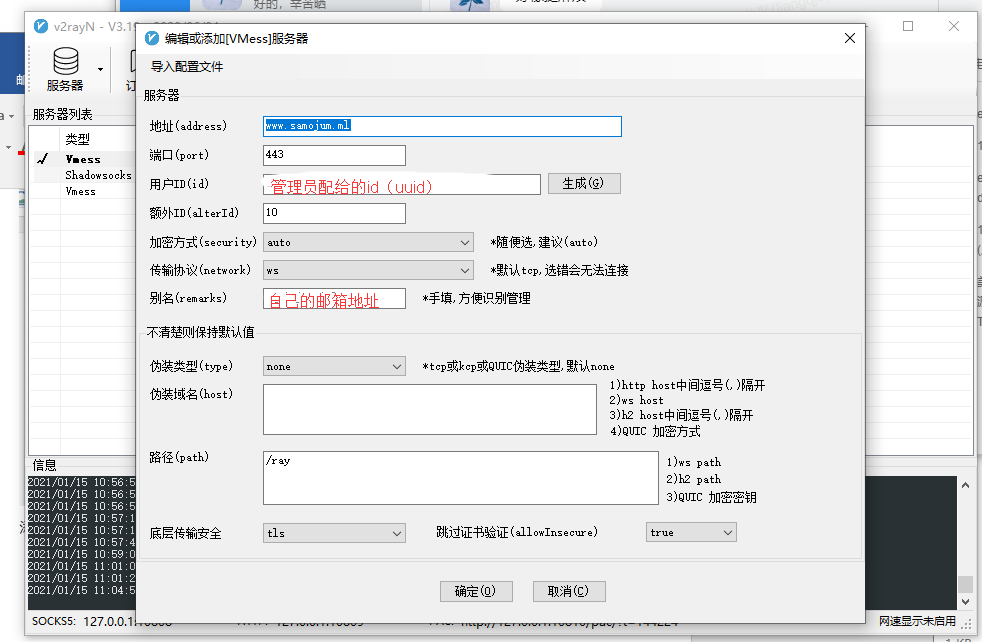 好的，辛苦晒
v2rayN - V3.19
编辑或添加[VMess]服务器
导入配置文件
服务器
服务器
服务器列表
类型
Vmess
Shadowsocks
Vmess
地址(address) www.samojum.ml
端口(port) 443
用户ID(id) 管理员配给的id（uuid） 生成(G)
额外ID(alterId) 10
加密方式(security) auto *随便选,建议(auto)
传输协议(network) ws *默认tcp,选错会无法连接
别名(remarks) 自己的邮箱地址 *手填,方便识别管理
不清楚则保持默认值
伪装类型(type) none *tcp或kcp或QUIC伪装类型,默认none
伪装域名(host)
1)http host中间逗号(,)隔开
2)ws host
3)h2 host中间逗号(,)隔开
4)QUIC 加密方式
路径(path) /ray
1)ws path
2)h2 path
3)QUIC 加密密钥
底层传输安全 tls 跳过证书验证(allowInsecure) true
确定(O) 取消(C)
信息
2021/01/15 10:56:5
2021/01/15 10:56:5
2021/01/15 10:56:5
2021/01/15 10:57:1
2021/01/15 10:57:1
2021/01/15 10:57:4
2021/01/15 10:59:0
2021/01/15 11:01:0
2021/01/15 11:01:2
2021/01/15 11:04:5
SOCKS5: 127.0.0.1:10808
网速显示未启用